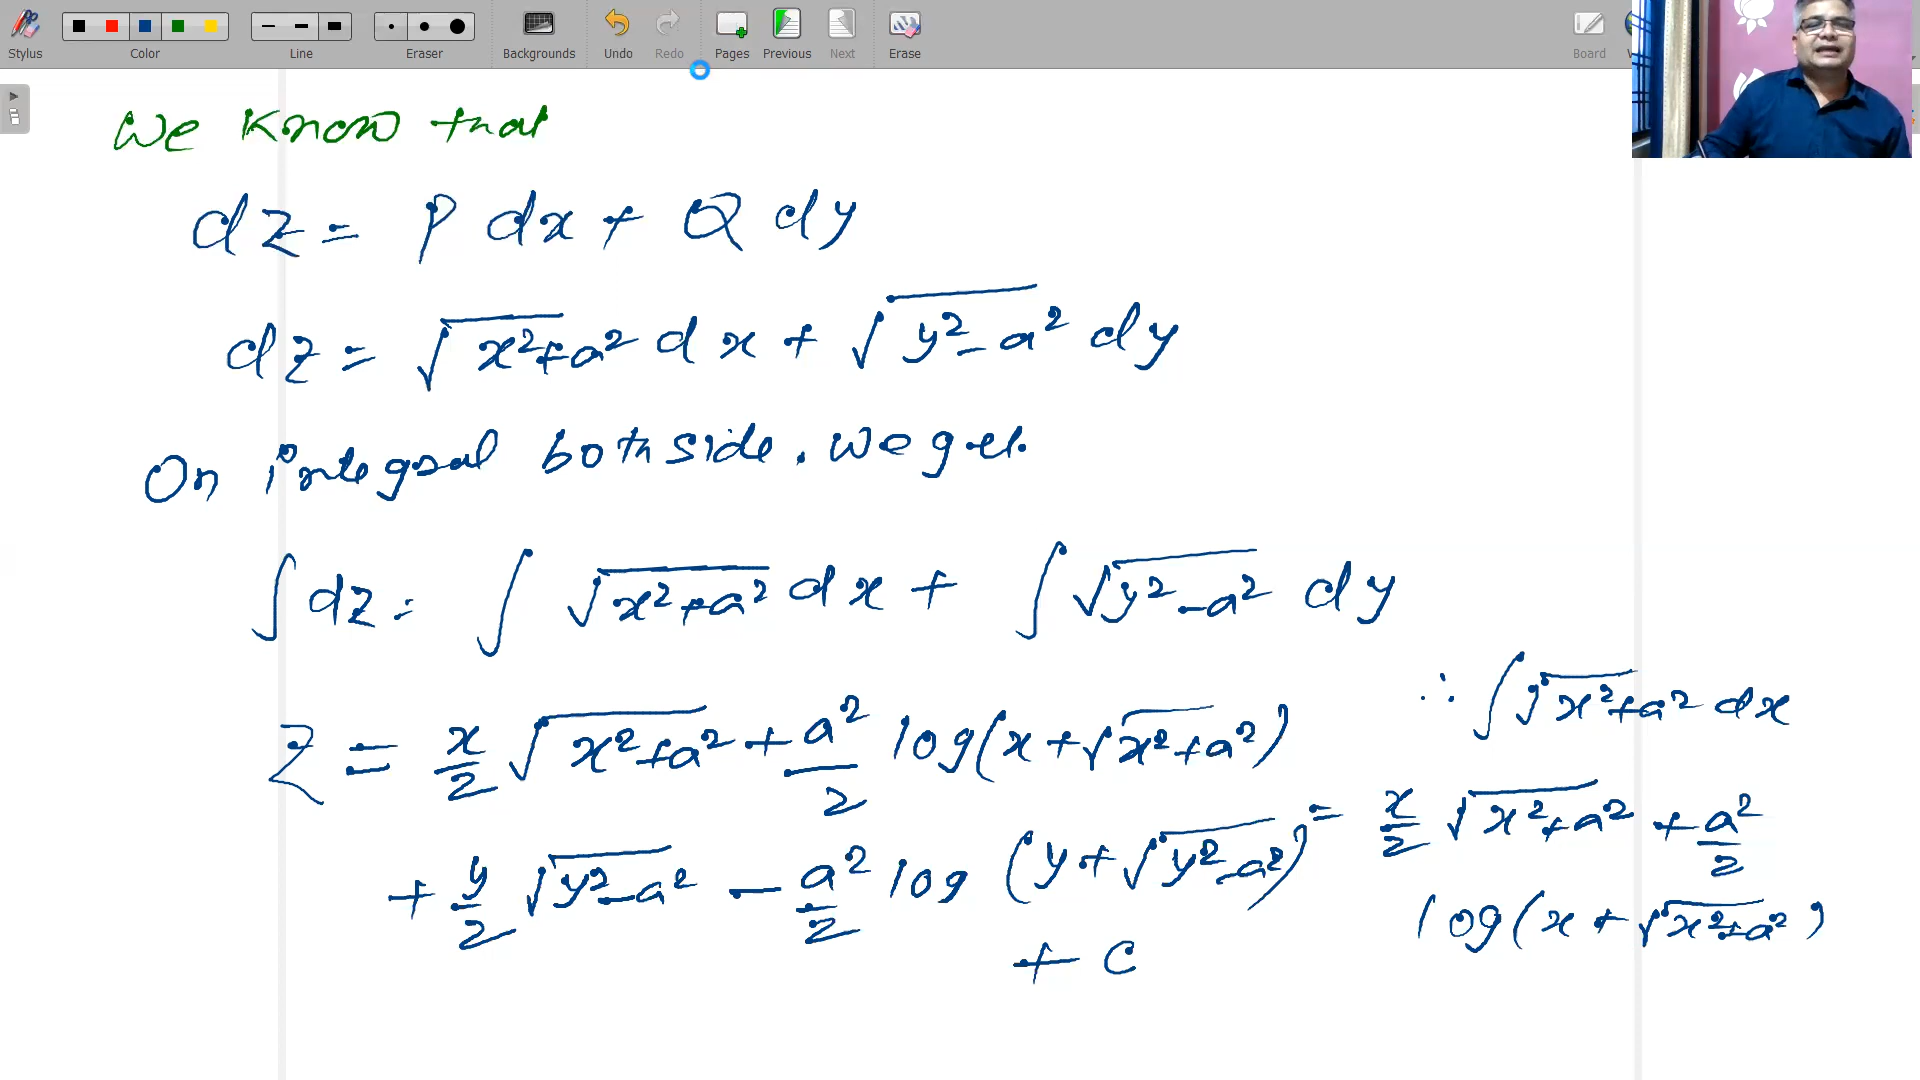 Stylus Color Line Eraser Backgrounds Undo Redo Pages Previous Next Erase Board
We know that
dz = P dx + Q dy
dz = √x²+a² dx + √y²-a² dy
On integral both side. We get.
∫dz = ∫ √x²+a² dx + ∫ √y²-a² dy
z = x/2 √x²+a² + a²/2 log(x+√x²+a²)
+ y/2 √y²-a² - a²/2 log (y+√y²-a²)
+ C
∴ ∫ √x²+a² dx
= x/2 √x²+a² + a²/2
log(x + √x²+a²)